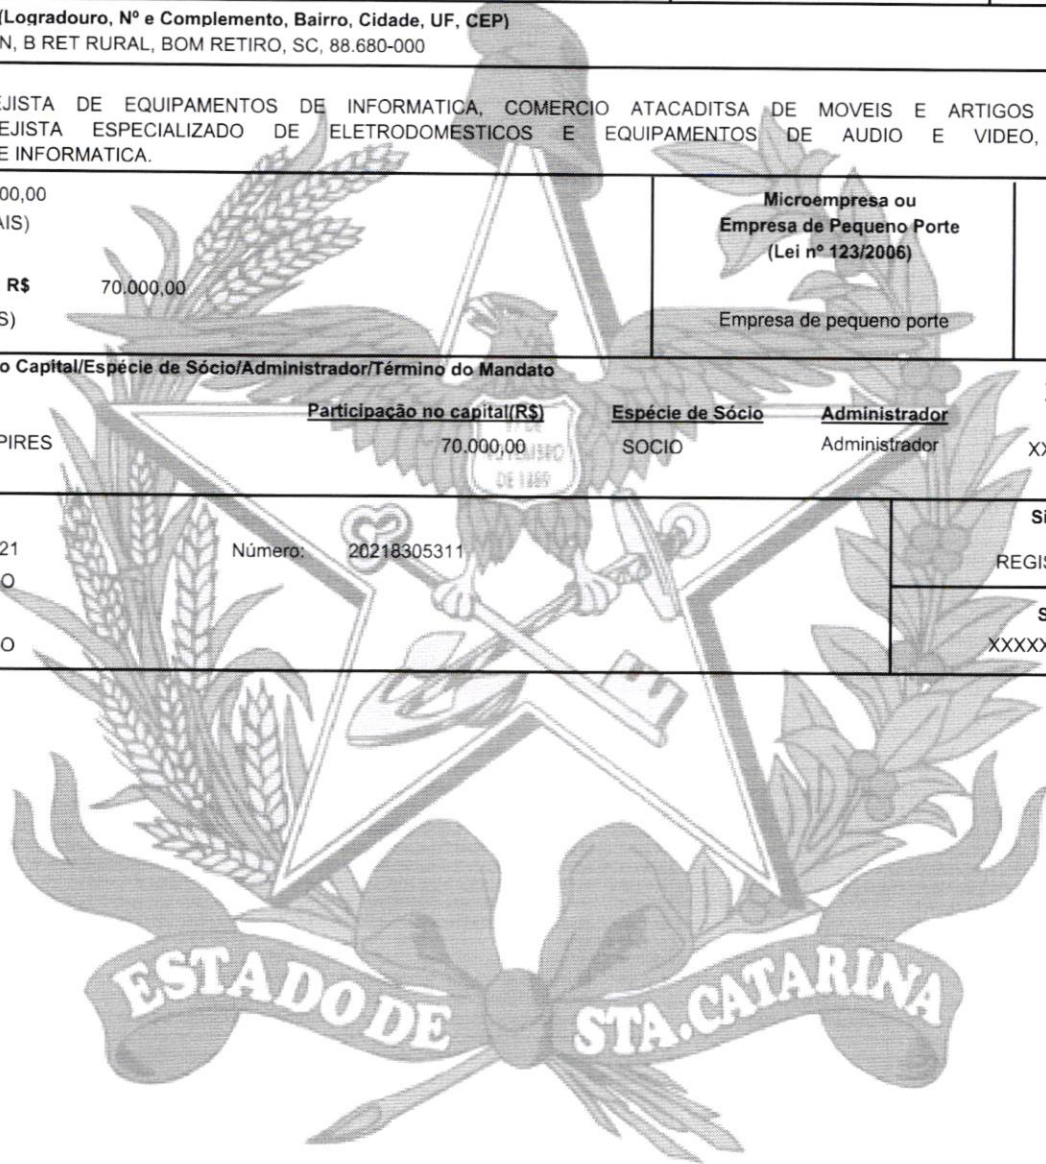 (Logradouro, Nº e Complemento, Bairro, Cidade, UF, CEP)
N, B RET RURAL, BOM RETIRO, SC, 88.680-000
EJISTA DE EQUIPAMENTOS DE INFORMATICA, COMERCIO ATACADITSA DE MOVEIS E ARTIGOS
EJISTA ESPECIALIZADO DE ELETRODOMESTICOS E EQUIPAMENTOS DE AUDIO E VIDEO,
E INFORMATICA.
00,00
AIS)
R$ 70.000,00
S)
Microempresa ou
Empresa de Pequeno Porte
(Lei nº 123/2006)
Empresa de pequeno porte
o Capital/Espécie de Sócio/Administrador/Término do Mandato
Participação no capital(R$) Espécie de Sócio Administrador
PIRES 70.000,00 SOCIO Administrador XX
DE 1889
21 Número: 20218305311
O
O
Si
REGIS
S
XXXXX
ESTADO DE STA.CATARINA